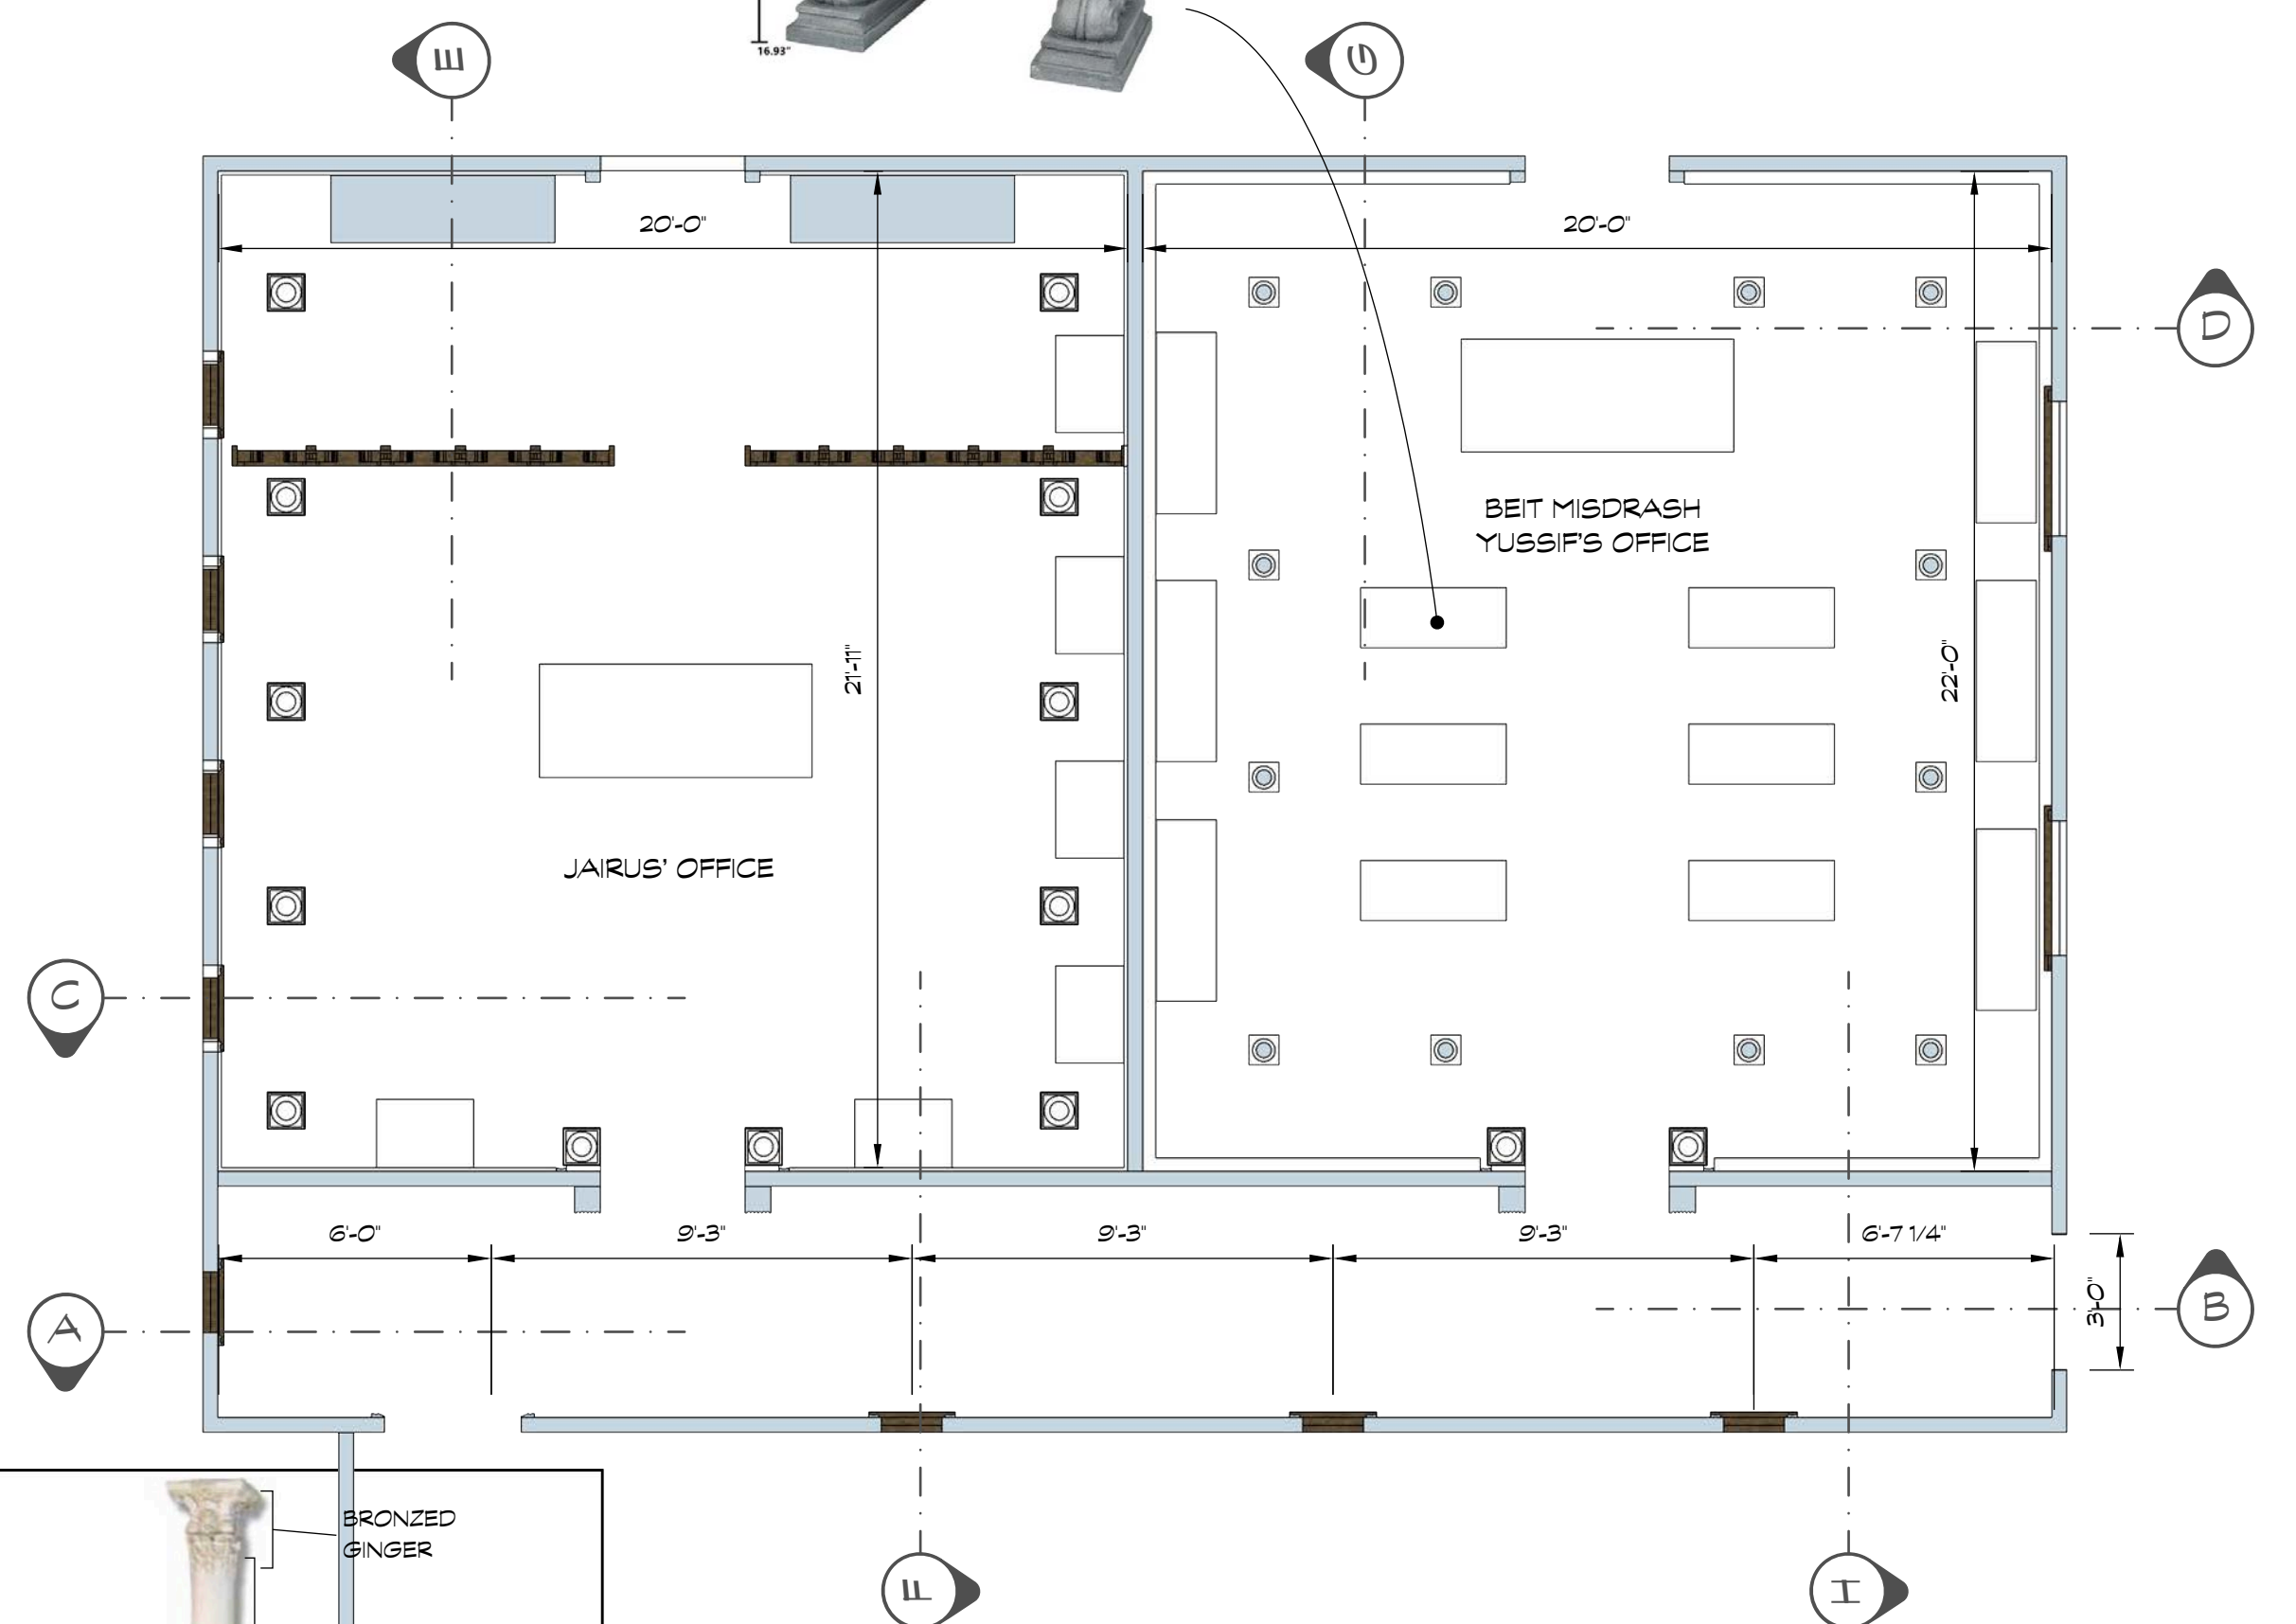 16.93"
E
G
20'-0"
20'-0"
D
BEIT MISDRASH
YUSSIF'S OFFICE
21'-11"
22'-0"
JAIRUS' OFFICE
C
6'-0"
9'-3"
9'-3"
9'-3"
6'-7 1/4"
3'-0"
A
B
BRONZED
GINGER
F
I